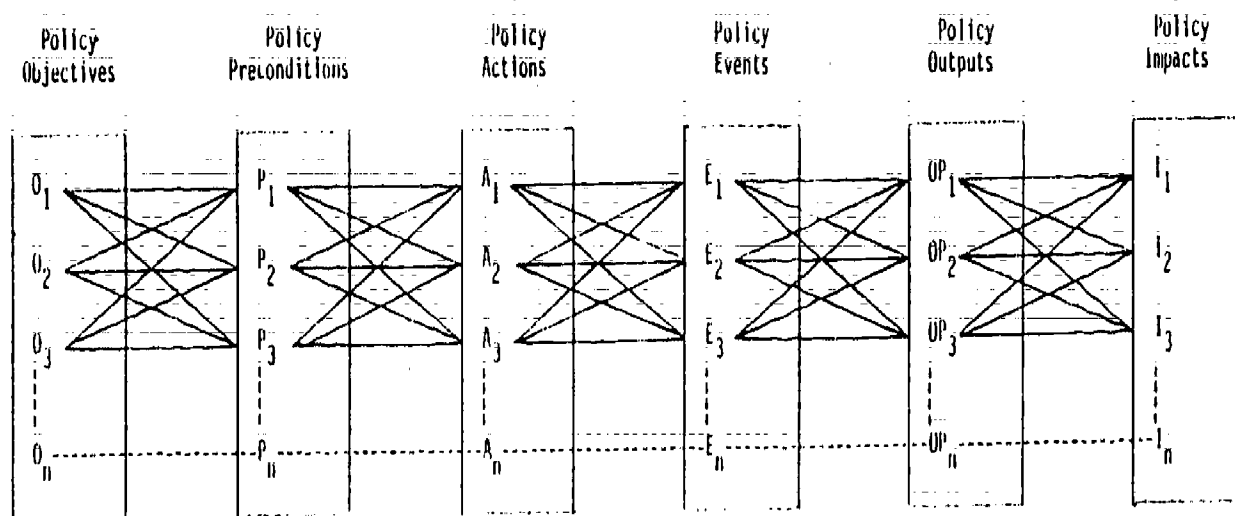 Policy Objectives
Policy Preconditions
Policy Actions
Policy Events
Policy Outputs
Policy Impacts
O1 P1 A1 E1 OP1 I1
O2 P2 A2 E2 OP2 I2
O3 P3 A3 E3 OP3 I3
On Pn An En OPn In